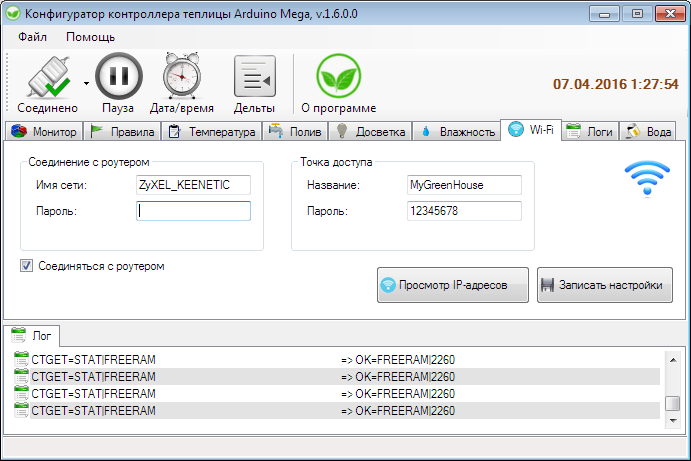 Конфигуратор контроллера теплицы Arduino Mega, v.1.6.0.0
Файл Помощь
Соединено Пауза Дата/время Дельты О программе
07.04.2016 1:27:54
Монитор Правила Температура Полив Досветка Влажность Wi-Fi Логи Вода
Соединение с роутером
Имя сети: ZyXEL_KEENETIC
Пароль:
Точка доступа
Название: MyGreenHouse
Пароль: 12345678
Соединяться с роутером
Просмотр IP-адресов Записать настройки
Лог
CTGET=STAT|FREERAM => OK=FREERAM|2260
CTGET=STAT|FREERAM => OK=FREERAM|2260
CTGET=STAT|FREERAM => OK=FREERAM|2260
CTGET=STAT|FREERAM => OK=FREERAM|2260